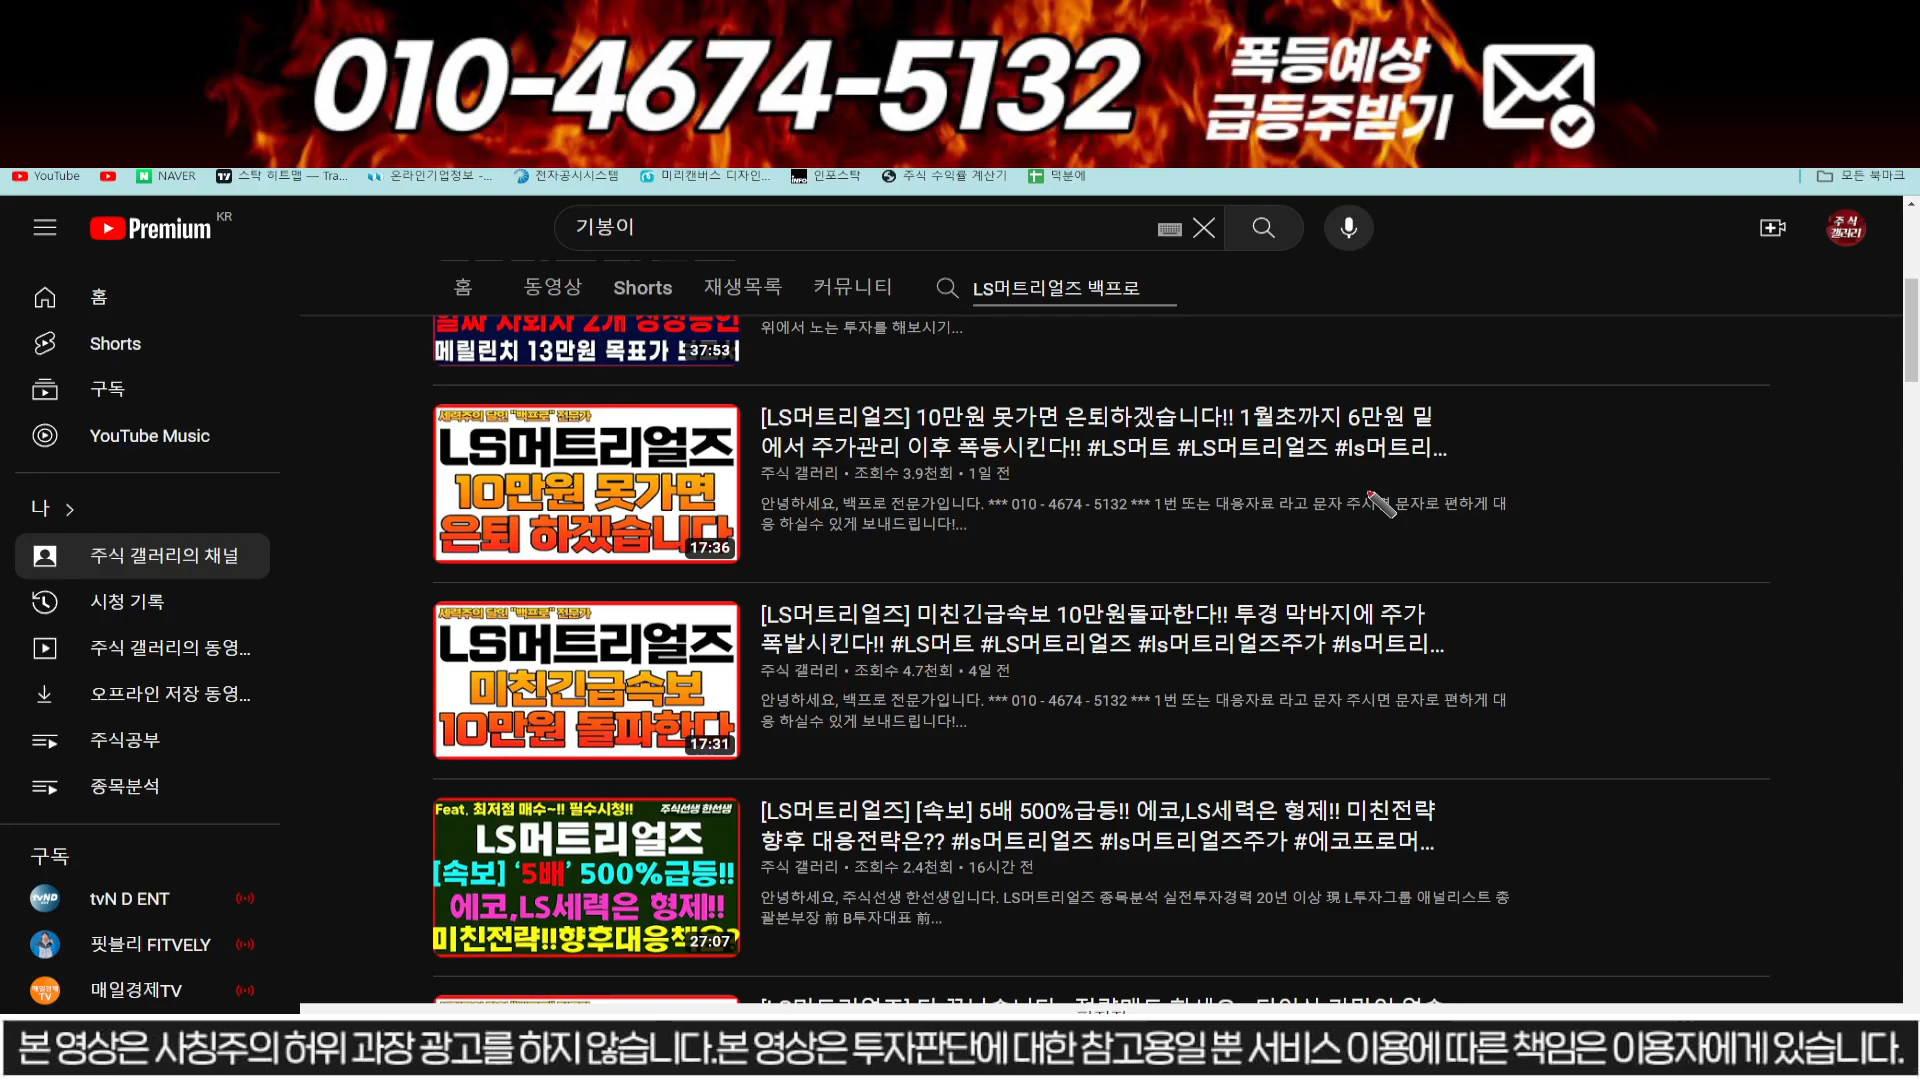 010-4674-5132
폭등예상
급등주받기
YouTube
NAVER
스탁 히트맵 — Tra...
온라인기업정보 -...
전자공시시스템
미리캔버스 디자인...
인포스탁
주식 수익률 계산기
덕분에
모든 북마크
Premium KR
기봉이
주식
갤러리
홈
동영상
Shorts
재생목록
커뮤니티
LS머트리얼즈 백프로
홈
Shorts
구독
YouTube Music
나
주식 갤러리의 채널
시청 기록
주식 갤러리의 동영...
오프라인 저장 동영...
주식공부
종목분석
구독
tvN D ENT
핏블리 FITVELY
매일경제TV
메릴린치 13만원 목표가
37:53
위에서 노는 투자를 해보시기...
세력주의 달인 "백프로" 전문가
LS머트리얼즈
10만원 못가면
은퇴 하겠습니다
17:36
[LS머트리얼즈] 10만원 못가면 은퇴하겠습니다!! 1월초까지 6만원 밑
에서 주가관리 이후 폭등시킨다!! #LS머트 #LS머트리얼즈 #ls머트리...
주식 갤러리 • 조회수 3.9천회 • 1일 전
안녕하세요, 백프로 전문가입니다. *** 010 - 4674 - 5132 *** 1번 또는 대응자료 라고 문자 주시면 문자로 편하게 대
응 하실수 있게 보내드립니다!...
세력주의 달인 "백프로" 전문가
LS머트리얼즈
미친긴급속보
10만원 돌파한다
17:31
[LS머트리얼즈] 미친긴급속보 10만원돌파한다!! 투경 막바지에 주가
폭발시킨다!! #LS머트 #LS머트리얼즈 #ls머트리얼즈주가 #ls머트리...
주식 갤러리 • 조회수 4.7천회 • 4일 전
안녕하세요, 백프로 전문가입니다. *** 010 - 4674 - 5132 *** 1번 또는 대응자료 라고 문자 주시면 문자로 편하게 대
응 하실수 있게 보내드립니다!...
Feat. 최저점 매수~!! 필수시청!! 주식선생 한선생
LS머트리얼즈
[속보] '5배' 500%급등!!
에코,LS세력은 형제!!
미친전략!!향후대응책은?
27:07
[LS머트리얼즈] [속보] 5배 500%급등!! 에코,LS세력은 형제!! 미친전략
향후 대응전략은?? #ls머트리얼즈 #ls머트리얼즈주가 #에코프로머...
주식 갤러리 • 조회수 2.4천회 • 16시간 전
안녕하세요, 주식선생 한선생입니다. LS머트리얼즈 종목분석 실전투자경력 20년 이상 現 L투자그룹 애널리스트 총
괄본부장 前 B투자대표 前...
본 영상은 사칭주의 허위 과장 광고를 하지 않습니다.본 영상은 투자판단에 대한 참고용일 뿐 서비스 이용에 따른 책임은 이용자에게 있습니다.